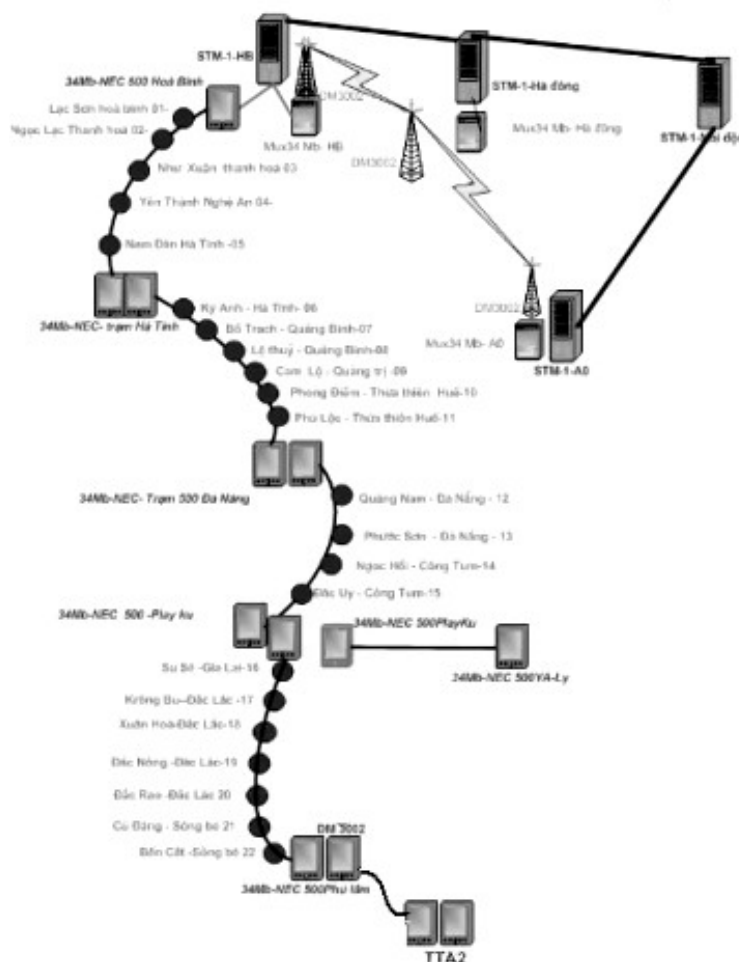 STM-1-HB
34Mb-NEC 500 Hoà Bình
DM3002
STM-1-Hà đông
Lạc Sơn hoà bình 01-
Mux34 Mb- Hà đông
Ngọc Lạc Thanh hoá 02-
STM-1-Mai độ
Mux34 Mb- HB
DM3002
Như Xuân thanh hoá 03
Yên Thành Nghệ An 04-
Nam Đàn Hà Tĩnh -05
DM3002
Kỳ Anh - Hà Tĩnh- 06
34Mb-NEC- trạm Hà Tĩnh
Bố Trạch - Quảng Bình-07
Mux34 Mb- A0
Lệ thuỷ - Quảng Bình-08
STM-1-A0
Cam Lộ - Quảng trị -09
Phong Điềm - Thừa thiên Huế-10
Phú Lộc - Thừa thiên Huế-11
34Mb-NEC- Trạm 500 Đà Nẵng
Quảng Nam - Đà Nẵng - 12
Phước Sơn - Đà Nẵng - 13
Ngọc Hồi - Công Tum-14
Đắc Uy - Công Tum-15
34Mb-NEC 500 -Play ku
34Mb-NEC 500PlayKu
Su Sê -Gia Lai-16
34Mb-NEC 500YA-Ly
Krông Bu--Đắc Lắc -17
Xuân Hoà-Đắc Lắc-18
Đắc Nông -Đắc Lắc-19
Đắc Rao -Đắc Lắc 20
Cù Đăng - Sông bé 21
DM 3002
Bến Cắt -Sông bé 22
34Mb-NEC 500Phú lâm
TTA2